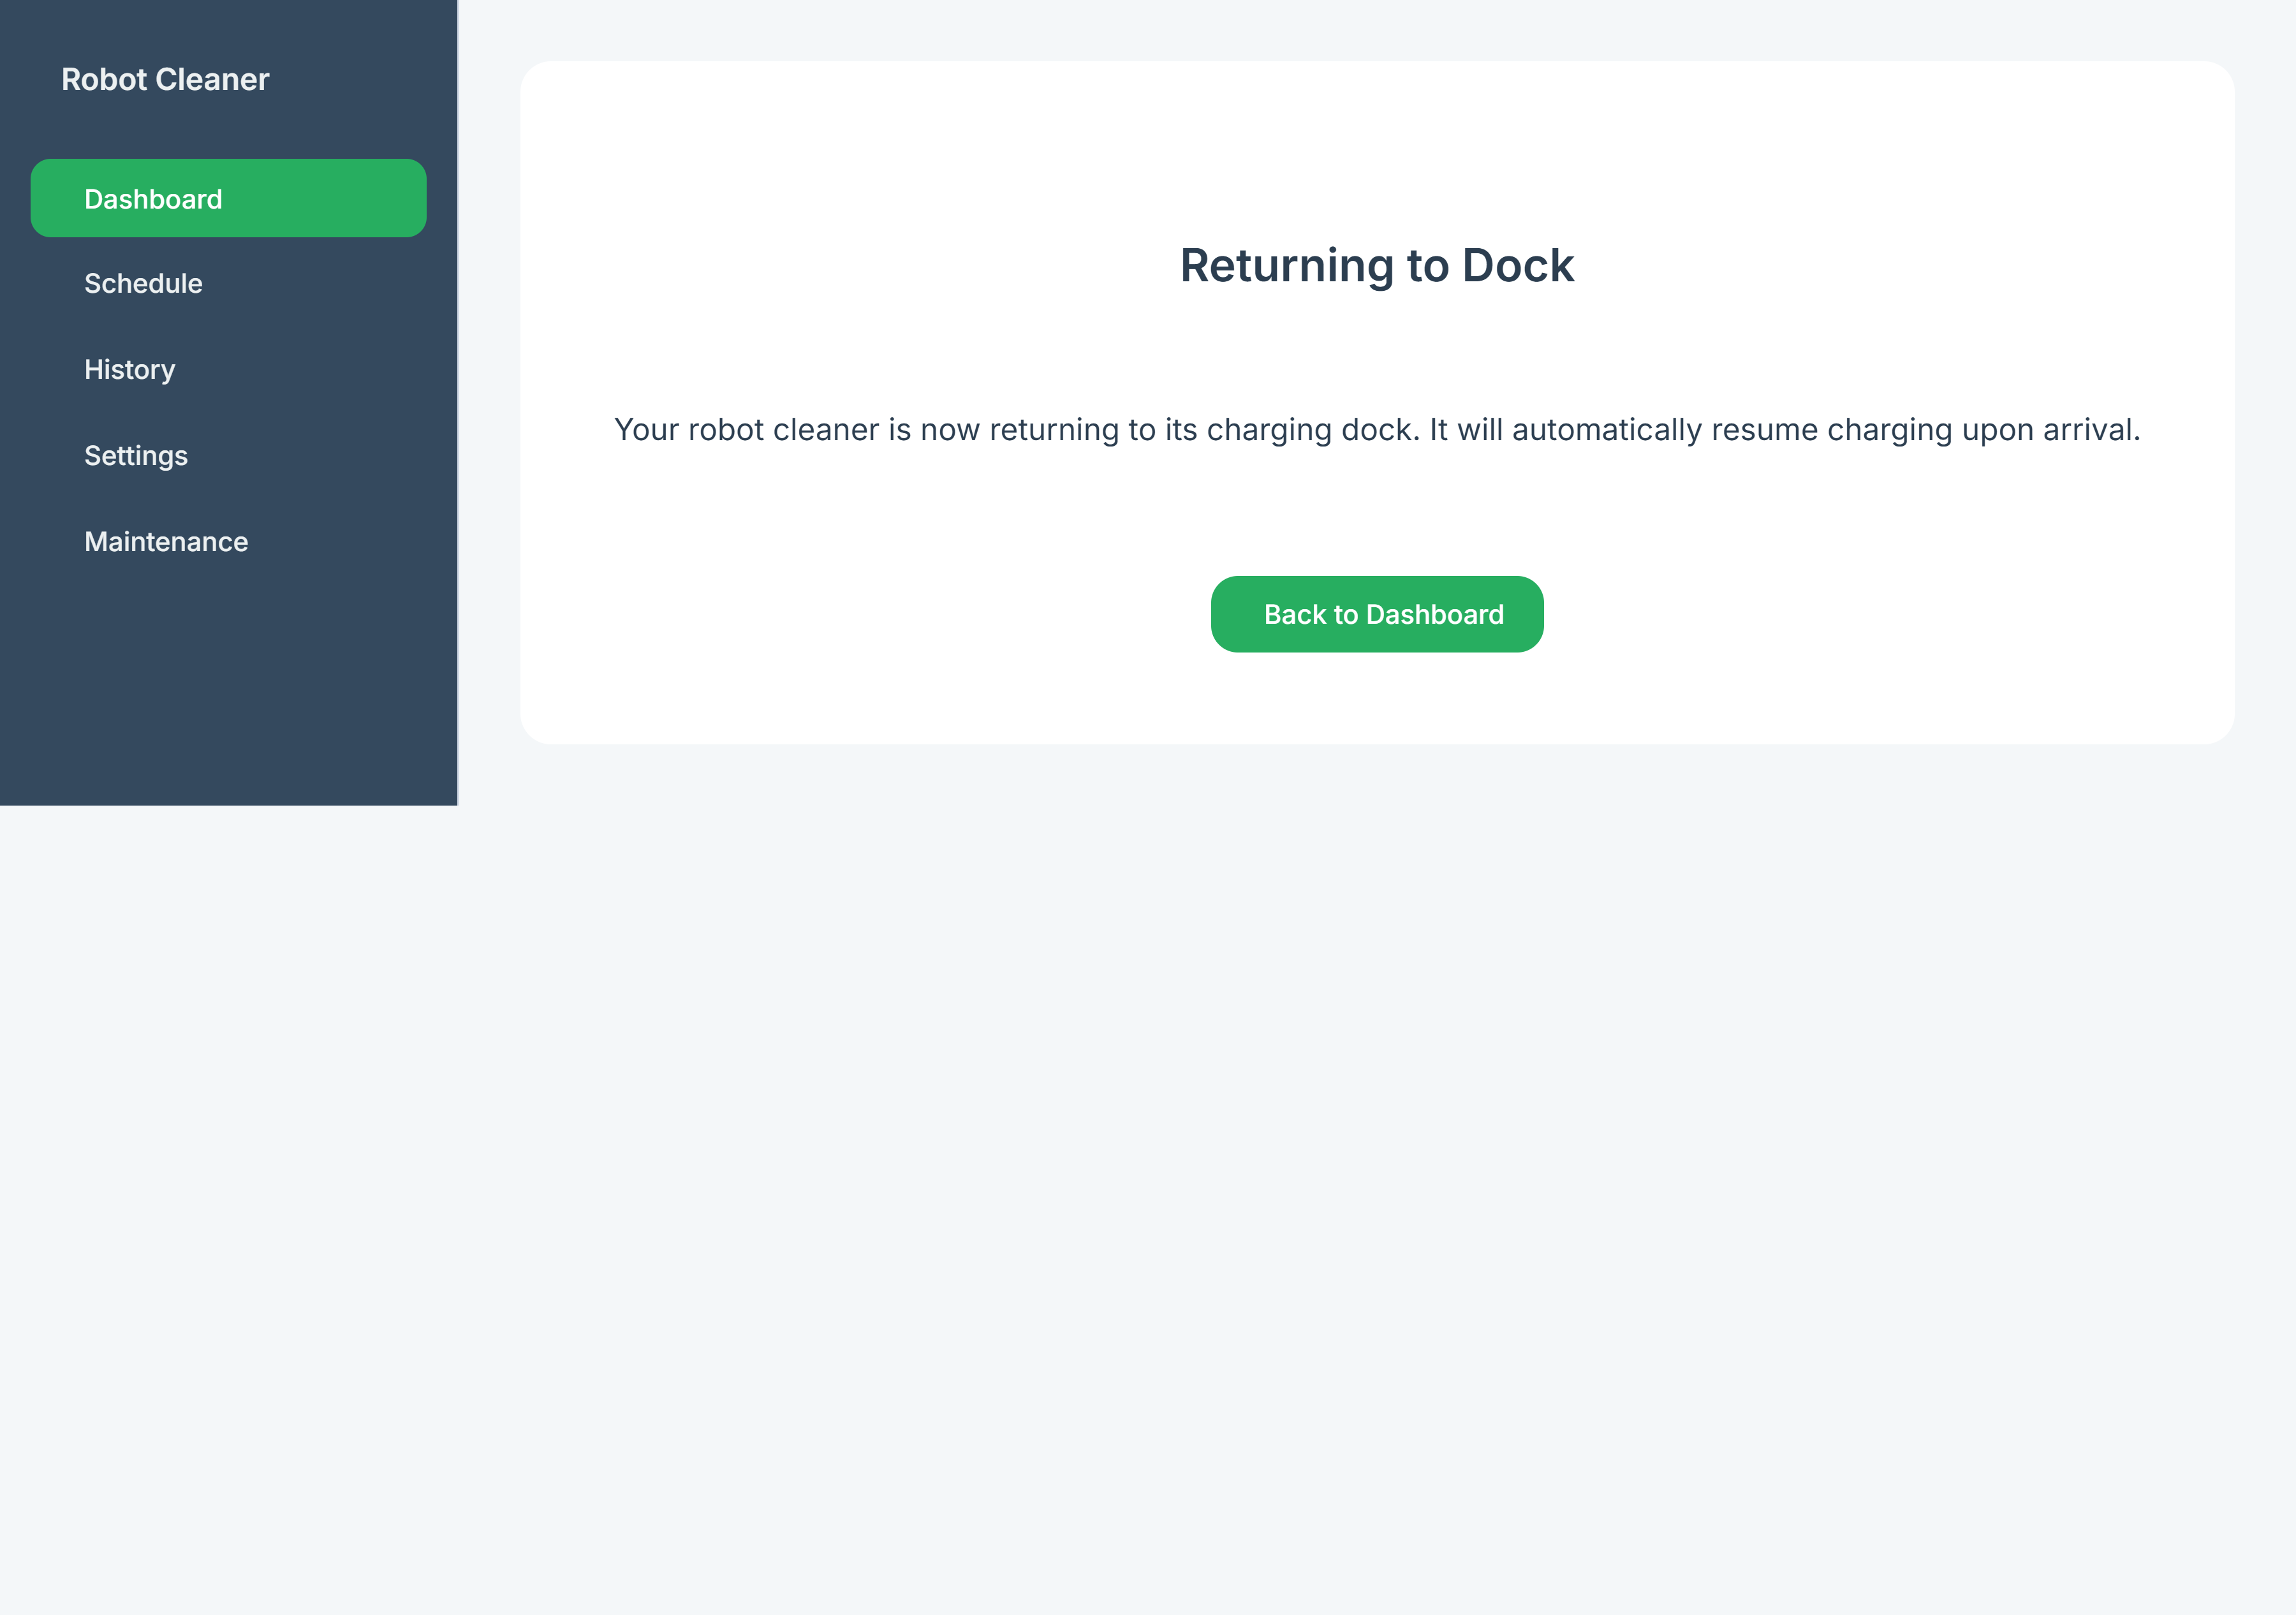 Robot Cleaner
Dashboard
Schedule
History
Settings
Maintenance
Returning to Dock
Your robot cleaner is now returning to its charging dock. It will automatically resume charging upon arrival.
Back to Dashboard